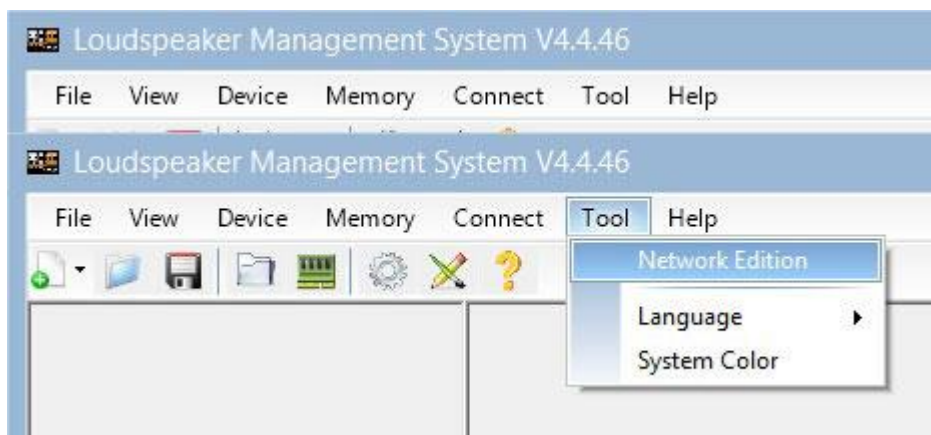 Loudspeaker Management System V4.4.46
File View Device Memory Connect Tool Help
Loudspeaker Management System V4.4.46
File View Device Memory Connect Tool Help
Network Edition
Language
System Color